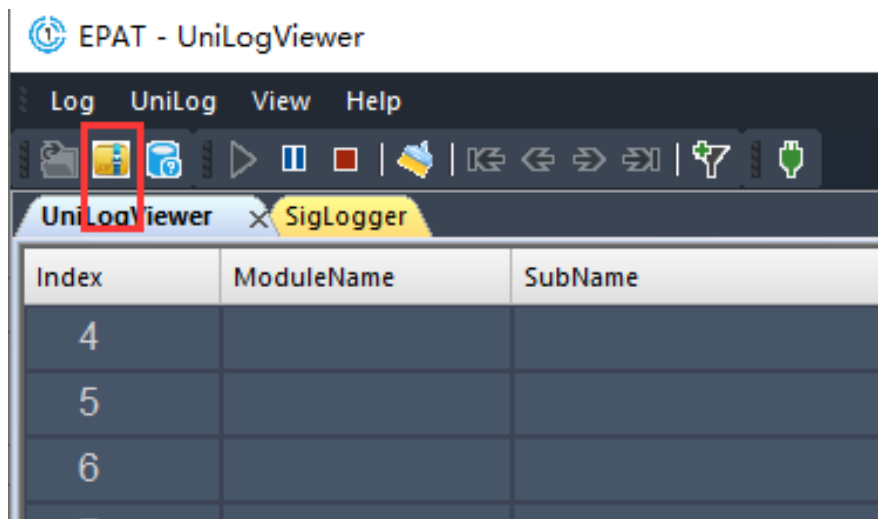 EPAT - UniLogViewer
Log UniLog View Help
UniLogViewer SigLogger
Index ModuleName SubName
4
5
6